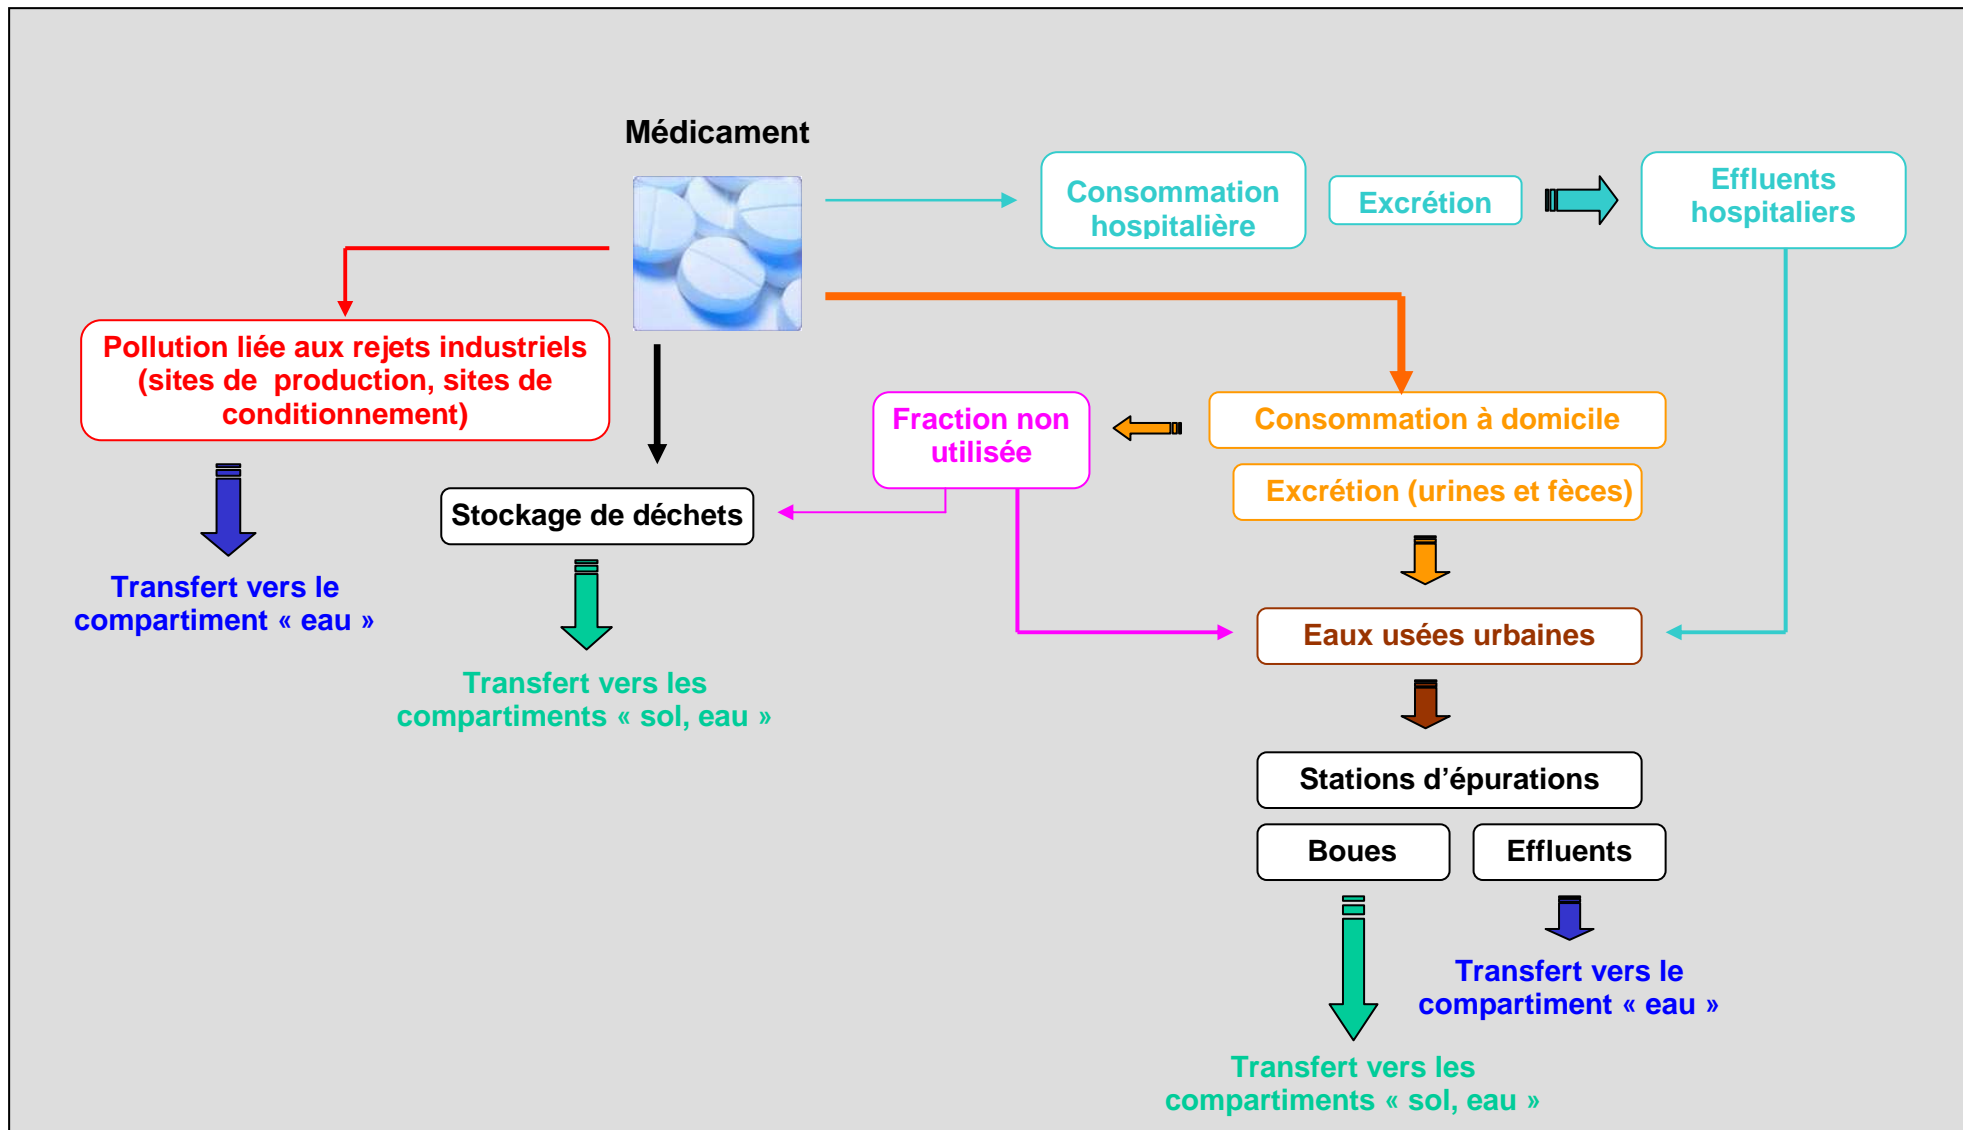 Médicament
Consommation
hospitalière
Excrétion
Effluents
hospitaliers
Pollution liée aux rejets industriels
(sites de production, sites de
conditionnement)
Fraction non
utilisée
Consommation à domicile
Excrétion (urines et fèces)
Stockage de déchets
Transfert vers le
compartiment « eau »
Eaux usées urbaines
Transfert vers les
compartiments « sol, eau »
Stations d’épurations
Boues
Effluents
Transfert vers le
compartiment « eau »
Transfert vers les
compartiments « sol, eau »